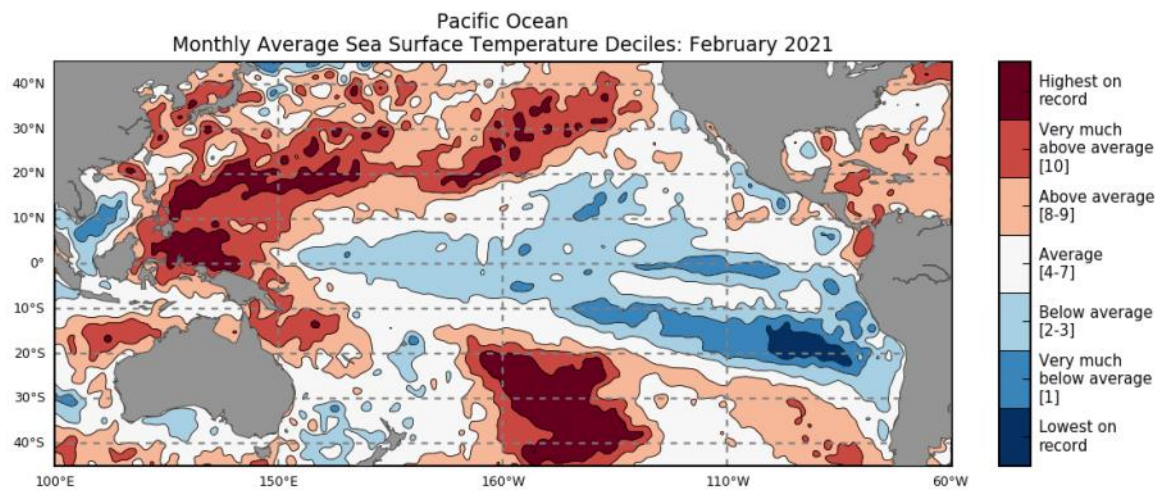 Pacific Ocean
Monthly Average Sea Surface Temperature Deciles: February 2021
40°N
30°N
20°N
10°N
0°
10°S
20°S
30°S
40°S
100°E
150°E
160°W
110°W
60°W
Highest on
record
Very much
above average
[10]
Above average
[8-9]
Average
[4-7]
Below average
[2-3]
Very much
below average
[1]
Lowest on
record